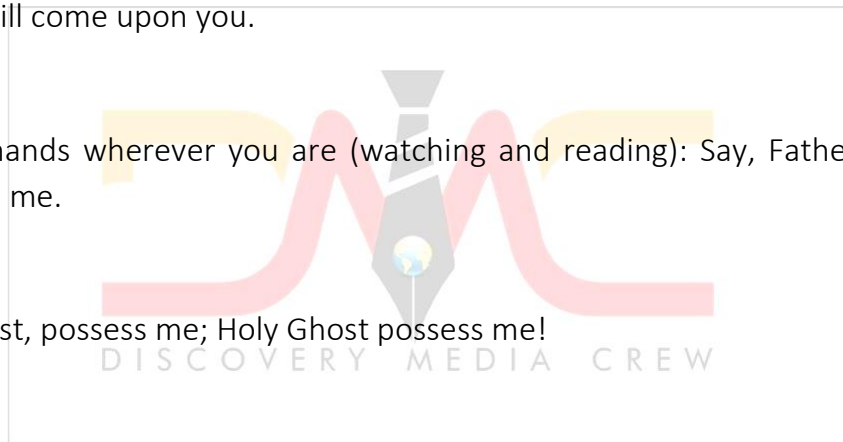 ill come upon you.
ands wherever you are (watching and reading): Say, Fathe
me.
st, possess me; Holy Ghost possess me!
DISCOVERY MEDIA CREW